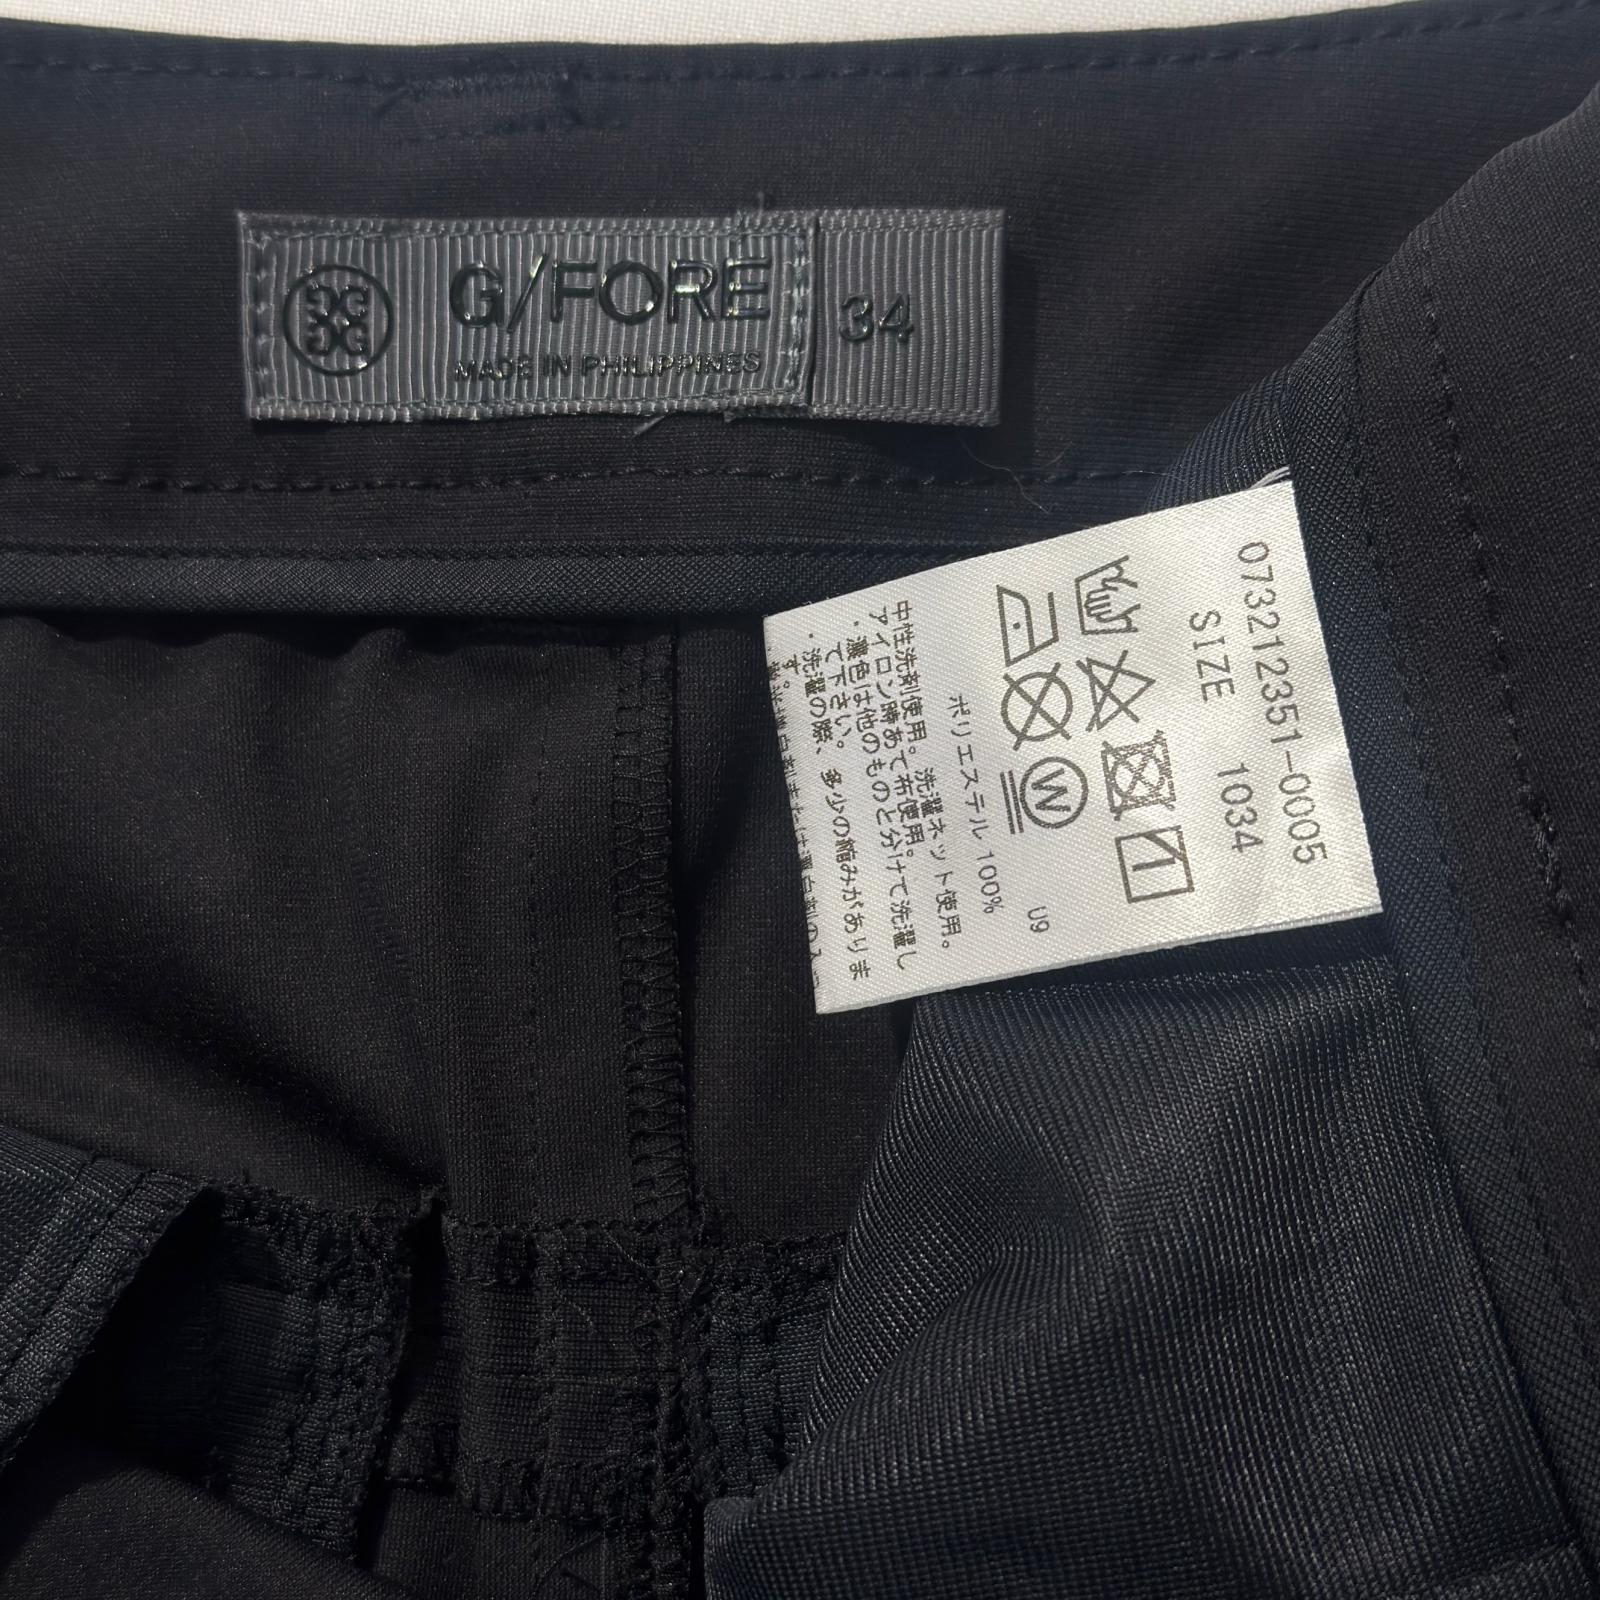 G/FORE
MADE IN PHILIPPINES
34
073212351-0005
SIZE 1034
W
U9
ポリエステル 100%
中性洗剤使用。洗濯ネット使用。
アイロン時あて布使用。
・濃色は他のものと分けて洗濯し
て下さい。
・洗濯の際、多少の縮みがありま
す。